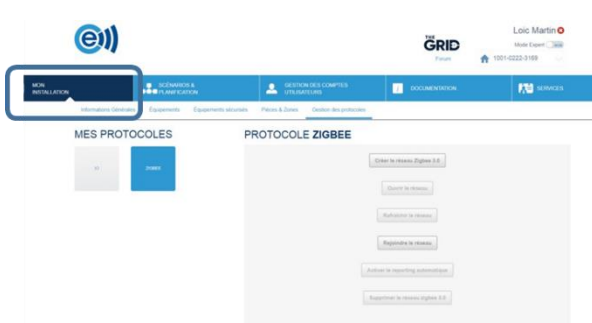 e
THE
GRID
Forum
Loic Martin
Mode Expert
1001-0222-3189
MON
INSTALLATION
SCÉNARIOS &
PLANIFICATION
GESTION DES COMPTES
UTILISATEURS
DOCUMENTATION
SERVICES
Informations Générales Équipements Équipements sécurisés Pièces & Zones Gestion des protocoles
MES PROTOCOLES
PROTOCOLE ZIGBEE
ZIGBEE
Créer le réseau Zigbee 3.0
Ouvrir le réseau
Rafraîchir le réseau
Rejoindre le réseau
Activer le reporting automatique
Supprimer le réseau zigbee 3.0